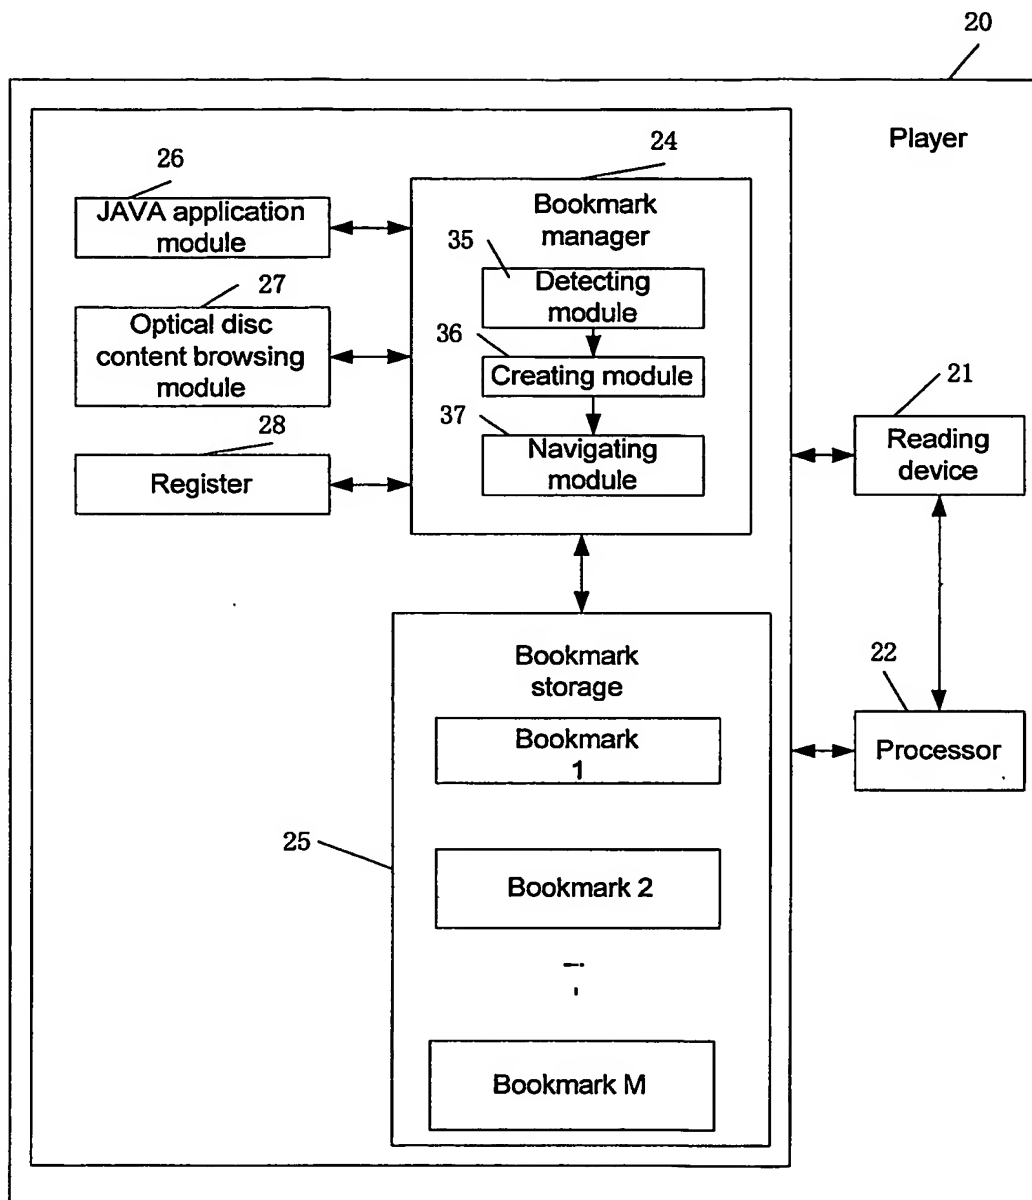 20
Player
26
JAVA application
module
24
Bookmark
manager
35
Detecting
module
27
Optical disc
content browsing
module
36
Creating module
37
Navigating
module
28
Register
21
Reading
device
22
Processor
25
Bookmark
storage
Bookmark
1
Bookmark 2
Bookmark M